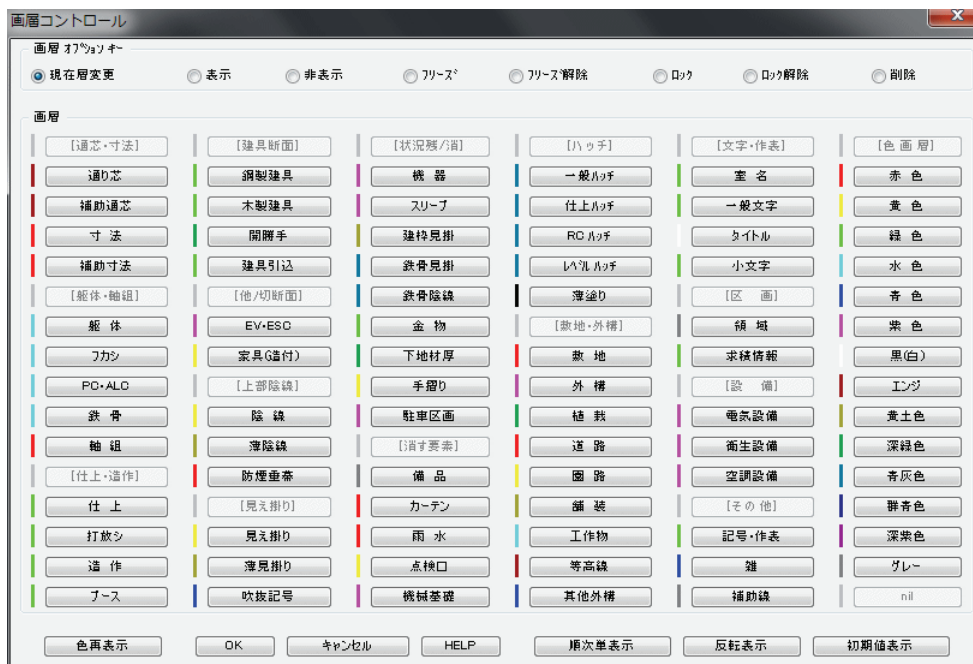 画層コントロール
画層 ｵﾌﾟｼｮﾝ ｷｰ
現在層変更 表示 非表示 ﾌﾘｰｽﾞ ﾌﾘｰｽﾞ解除 ﾛｯｸ ﾛｯｸ解除 削除
画層
[通芯・寸法] [建具断面] [状況残/消] [ハッチ] [文字・作表] [色 画 層]
通り芯 鋼製建具 機 器 一般ﾊｯﾁ 室 名 赤 色
補助通芯 木製建具 スリーブ 仕上ﾊｯﾁ 一般文字 黄 色
寸 法 開勝手 建枠見掛 RC ﾊｯﾁ タイトル 緑 色
補助寸法 建具引込 鉄骨見掛 ﾚﾍﾞﾙ ﾊｯﾁ 小文字 水 色
[躯体・軸組] [他/切断面] 鉄骨陰線 薄塗り [区 画] 青 色
躯 体 EV・ESC 金 物 [敷地・外構] 領 域 紫 色
フカシ 家具(造付) 下地材厚 敷 地 求積情報 黒(白)
PC・ALC [上部陰線] 手摺り 外 構 [設 備] エンジ
鉄 骨 陰 線 駐車区画 植 栽 電気設備 黄土色
軸 組 薄陰線 [消す要素] 道 路 衛生設備 深緑色
[仕上・造作] 防煙垂幕 備 品 園 路 空調設備 青灰色
仕 上 [見え掛り] カーテン 舗 装 [その他] 群青色
打放シ 見え掛り 雨 水 工作物 記号・作表 深紫色
造 作 薄見掛り 点検口 等高線 雑 グレー
ブース 吹抜記号 機械基礎 其他外構 補助線 nil
色再表示 OK キャンセル HELP 順次単表示 反転表示 初期値表示